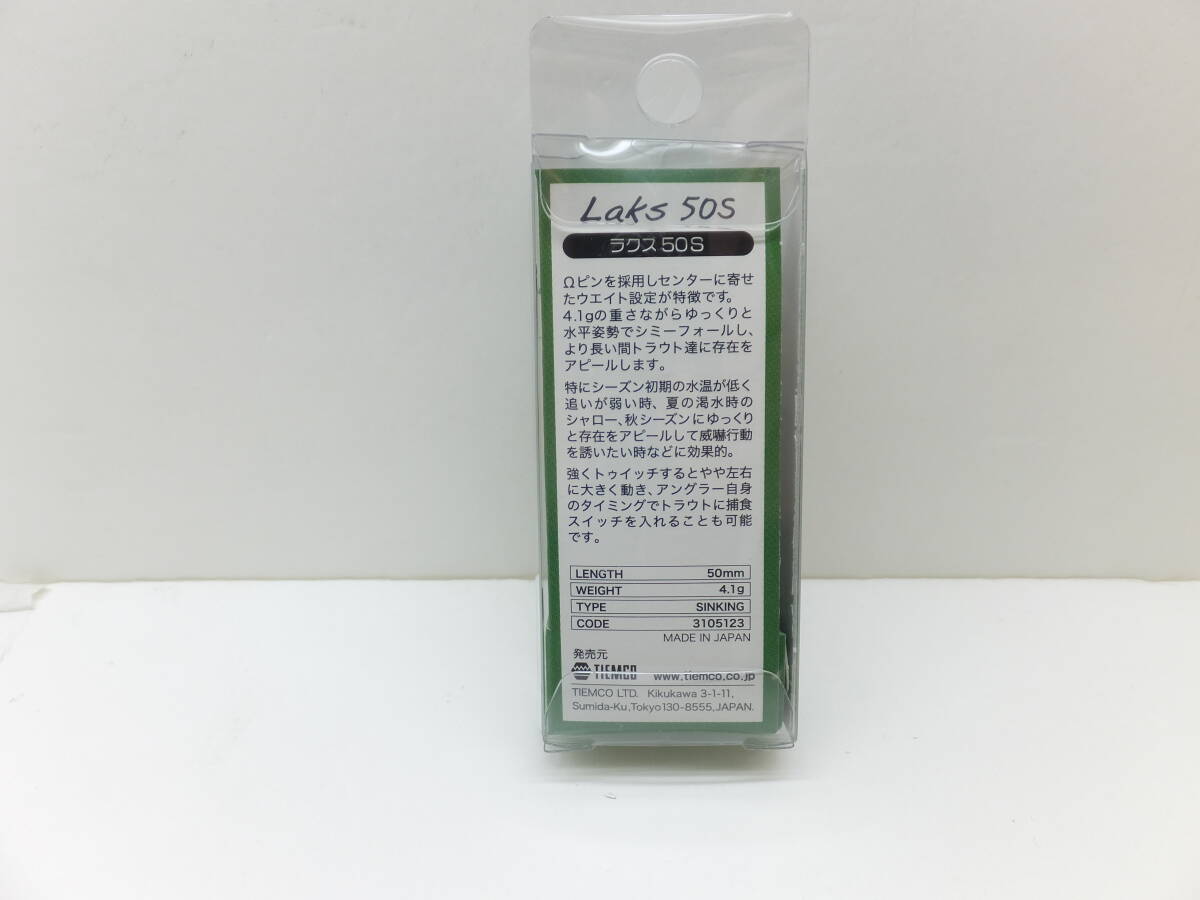 Laks 50S
ラクス50S
Ωピンを採用しセンターに寄せ
たウエイト設定が特徴です。
4.1gの重さながらゆっくりと
水平姿勢でシミーフォールし、
より長い間トラウト達に存在を
アピールします。
特にシーズン初期の水温が低く
追いが弱い時、夏の渇水時の
シャロー、秋シーズンにゆっくり
と存在をアピールして威嚇行動
を誘いたい時などに効果的。
強くトゥイッチするとやや左右
に大きく動き、アングラー自身
のタイミングでトラウトに捕食
スイッチを入れることも可能
です。
LENGTH 50mm
WEIGHT 4.1g
TYPE SINKING
CODE 3105123
MADE IN JAPAN
発売元
TIEMCO www.tiemco.co.jp
TIEMCO LTD. Kikukawa 3-1-11,
Sumida-Ku,Tokyo130-8555,JAPAN.